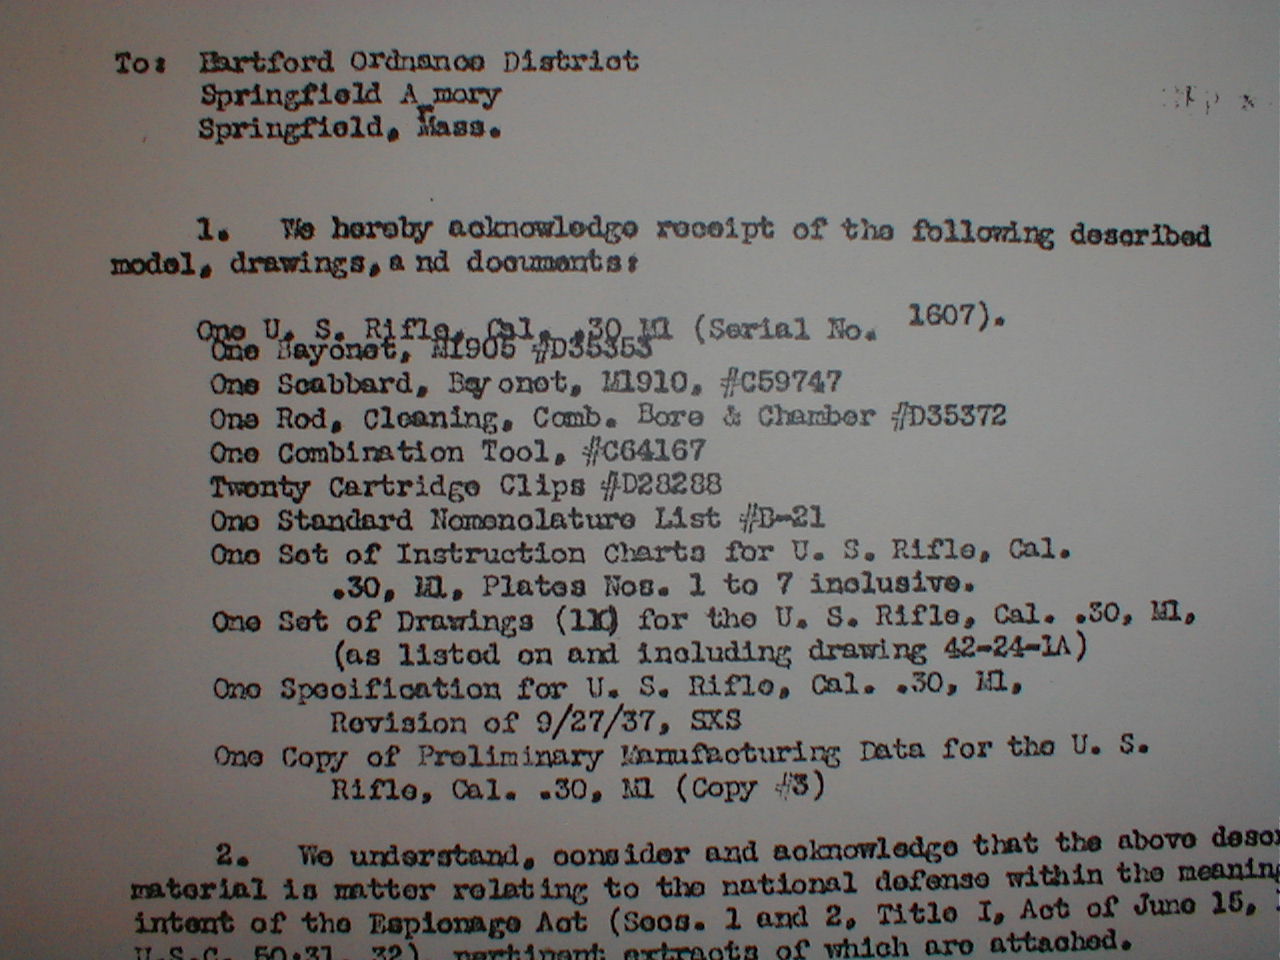 To: Hartford Ordnance District
Springfield Armory
Springfield, Mass.
1. We hereby acknowledge receipt of the following described
model, drawings, a nd documents:
One U. S. Rifle, Cal. .30 M1 (Serial No. 1607).
One Bayonet, M1905 #D35353
One Scabbard, Bay onet, M1910, #C59747
One Rod, Cleaning, Comb. Bore & Chamber #D35372
One Combination Tool, #C64167
Twenty Cartridge Clips #D28288
One Standard Nomenclature List #B-21
One Set of Instruction Charts for U. S. Rifle, Cal.
.30, M1, Plates Nos. 1 to 7 inclusive.
One Set of Drawings for the U. S. Rifle, Cal. .30, M1,
(as listed on and including drawing 42-24-1A)
One Specification for U. S. Rifle, Cal. .30, M1,
Revision of 9/27/37, SXS
One Copy of Preliminary Manufacturing Data for the U. S.
Rifle, Cal. .30, M1 (Copy #3)
2. We understand, consider and acknowledge that the above
material is matter relating to the national defense within the meaning
intent of the Espionage Act (Secs. 1 and 2, Title I, Act of June 15,
U.S.C. 50:31, 32), pertinent extracts of which are attached.